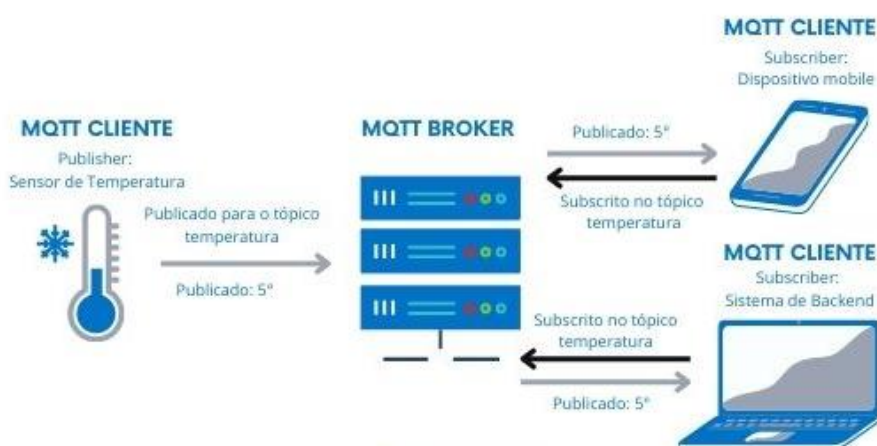 MQTT CLIENTE
Publisher:
Sensor de Temperatura
Publicado para o tópico
temperatura
Publicado: 5°
MQTT BROKER
Publicado: 5°
Subscrito no tópico
temperatura
MQTT CLIENTE
Subscriber:
Dispositivo mobile
Subscrito no tópico
temperatura
Publicado: 5°
MQTT CLIENTE
Subscriber:
Sistema de Backend